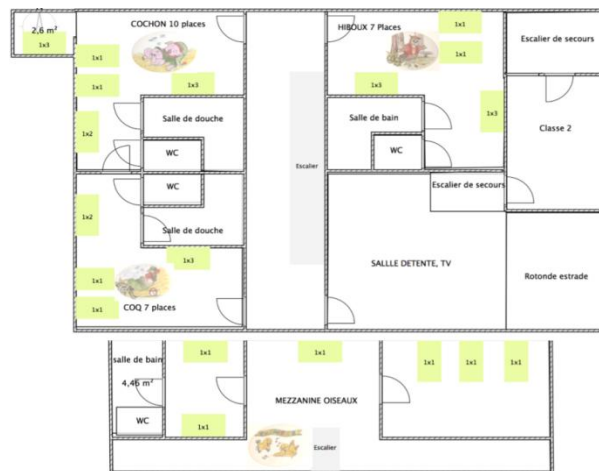 COCHON 10 places
HIBOUX 7 Places
1x1
2,6 m²
Escalier de secours
1x3
1x1
1x1
1x1
1x3
1x3
1x3
Salle de douche
Salle de bain
1x2
Classe 2
WC
WC
Escalier
WC
Escalier de secours
1x2
Salle de douche
1x3
SALLLE DETENTE, TV
1x1
Rotonde estrade
1x1
COQ 7 places
salle de bain
1x1
1x1
1x1
1x1
1x1
4,46 m²
MEZZANINE OISEAUX
WC
1x1
Escalier